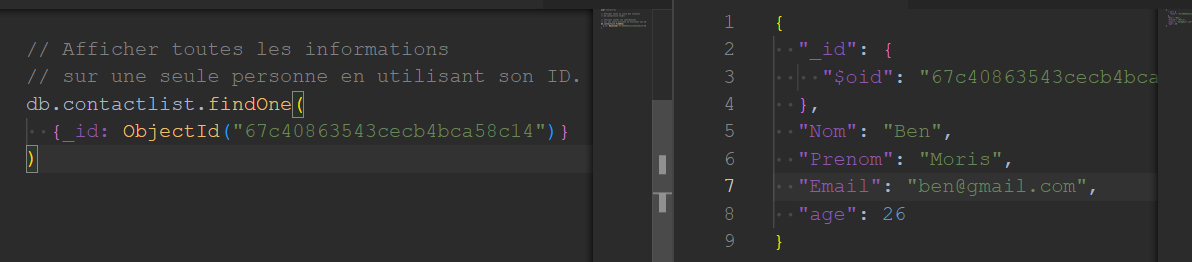 // Afficher toutes les informations
// sur une seule personne en utilisant son ID.
db.contactlist.findOne(
{_id: ObjectId("67c40863543cecb4bca58c14")}
)
1 {
2 "_id": {
3 "$oid": "67c40863543cecb4bca
4 },
5 "Nom": "Ben",
6 "Prenom": "Moris",
7 "Email": "ben@gmail.com",
8 "age": 26
9 }